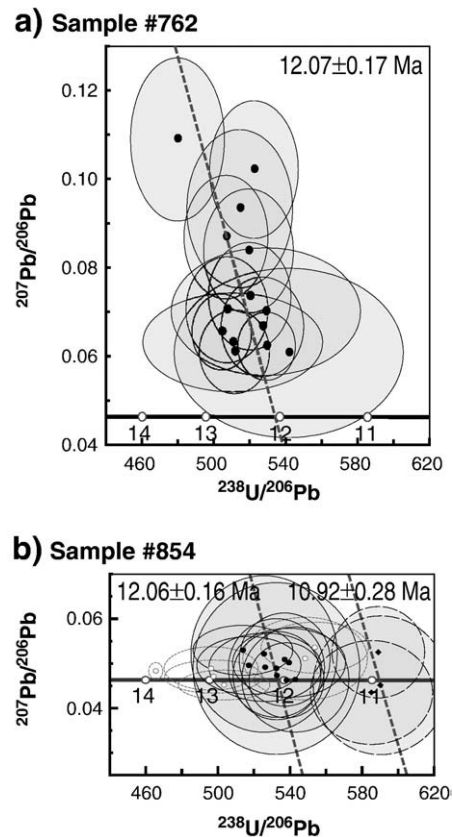 a) Sample #762
12.07±0.17 Ma
0.12
0.10
0.08
0.06
0.04
207Pb/206Pb
14 13 12 11
460 500 540 580 620
238U/206Pb
b) Sample #854
12.06±0.16 Ma 10.92±0.28 Ma
0.06
0.04
207Pb/206Pb
14 13 12 11
460 500 540 580 620
238U/206Pb